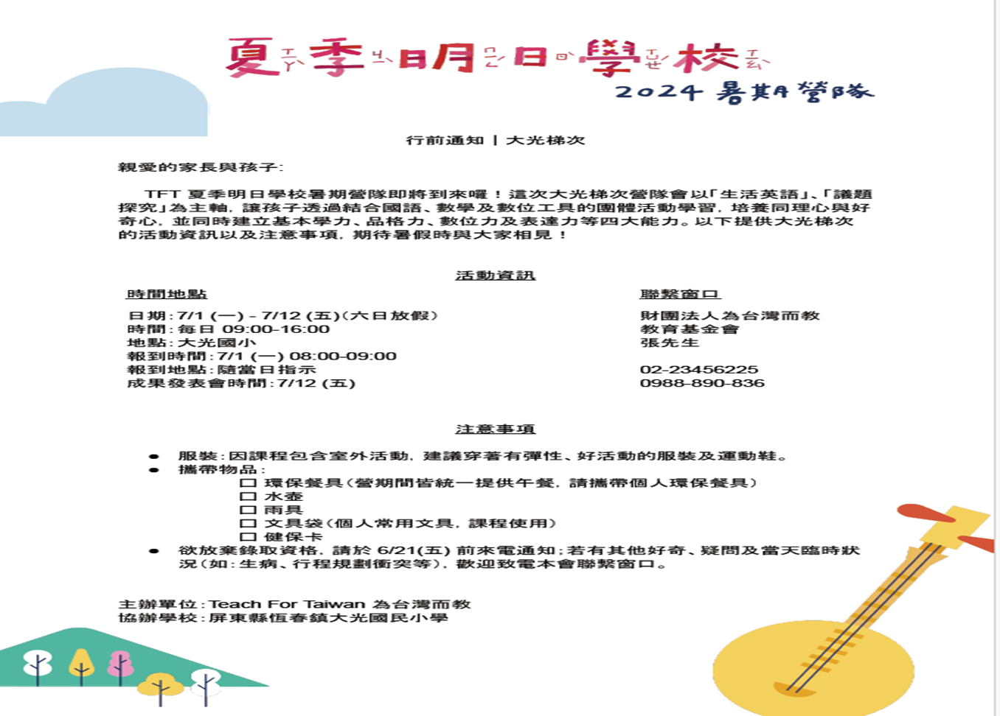 夏ㄒㄧㄚˋ季ㄐㄧˋ明ㄇㄧㄥˊ日ㄖˋ學ㄒㄩㄝˊ校ㄒㄧㄠˋ
2024 暑期營隊
行前通知｜大光梯次
親愛的家長與孩子:
TFT 夏季明日學校暑期營隊即將到來囉！這次大光梯次營隊會以「生活英語」、「議題
探究」為主軸，讓孩子透過結合國語、數學及數位工具的團體活動學習，培養同理心與好
奇心，並同時建立基本學力、品格力、數位力及表達力等四大能力。以下提供大光梯次
的活動資訊以及注意事項，期待暑假時與大家相見！
活動資訊
時間地點
日期:7/1 (一) - 7/12 (五)（六日放假）
時間:每日 09:00-16:00
地點:大光國小
報到時間:7/1 (一) 08:00-09:00
報到地點:隨當日指示
成果發表會時間:7/12 (五)
聯繫窗口
財團法人為台灣而教
教育基金會
張先生
02-23456225
0988-890-836
注意事項
● 服裝:因課程包含室外活動，建議穿著有彈性、好活動的服裝及運動鞋。
● 攜帶物品:
□ 環保餐具（營期間皆統一提供午餐，請攜帶個人環保餐具）
□ 水壺
□ 雨具
□ 文具袋（個人常用文具，課程使用）
□ 健保卡
● 欲放棄錄取資格，請於 6/21(五) 前來電通知;若有其他好奇、疑問及當天臨時狀
況（如:生病、行程規劃衝突等），歡迎致電本會聯繫窗口。
主辦單位:Teach For Taiwan 為台灣而教
協辦學校:屏東縣恆春鎮大光國民小學